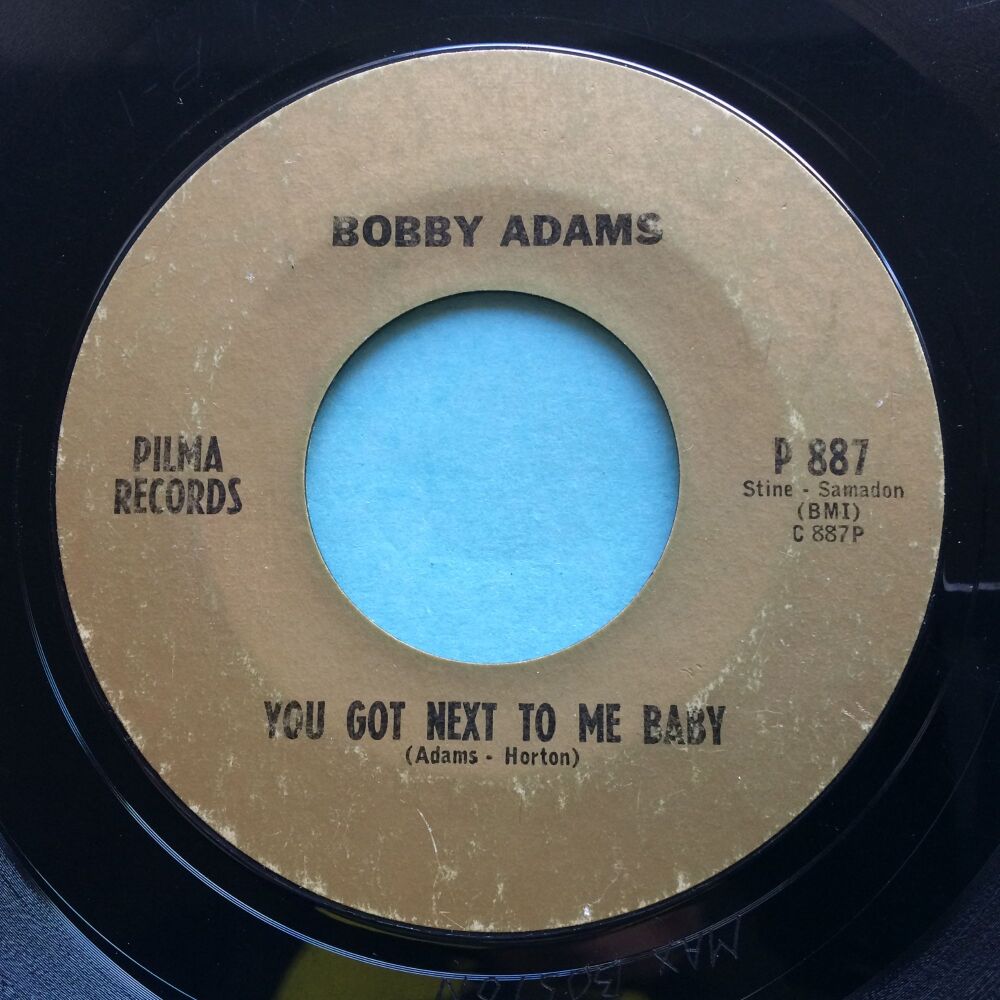 BOBBY ADAMS
PILMA
RECORDS
P 887
Stine - Samadon
(BMI)
C 887P
YOU GOT NEXT TO ME BABY
(Adams - Horton)